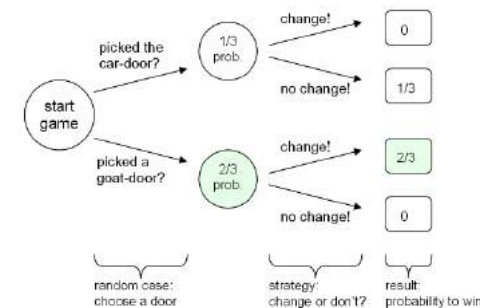 change!
0
picked the
car-door?
1/3
prob.
no change!
1/3
start
game
picked a
goat-door?
change!
2/3
prob.
2/3
no change!
0
random case:
choose a door
strategy:
change or don't?
result:
probability to win